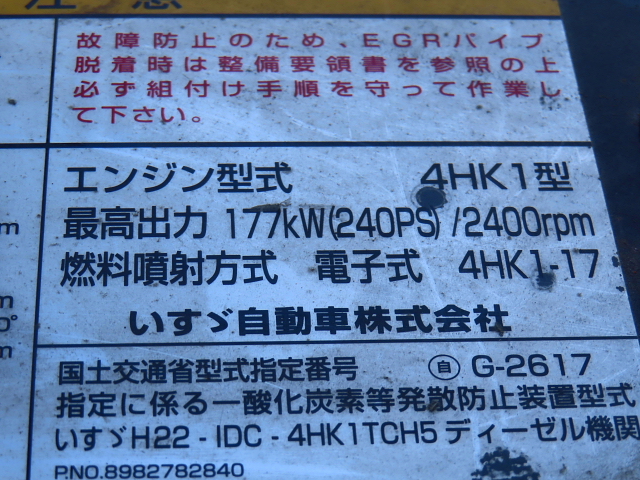 注意
故障防止のため、EGRパイプ
脱着時は整備要領書を参照の上
必ず組付け手順を守って作業し
て下さい。
エンジン型式 4HK1型
最高出力 177kW(240PS)/2400rpm
燃料噴射方式 電子式 4HK1-17
いすゞ自動車株式会社
国土交通省型式指定番号 自 G-2617
指定に係る一酸化炭素等発散防止装置型式
いすゞH22-IDC-4HK1TCH5ディーゼル機関
P.NO.8982782840